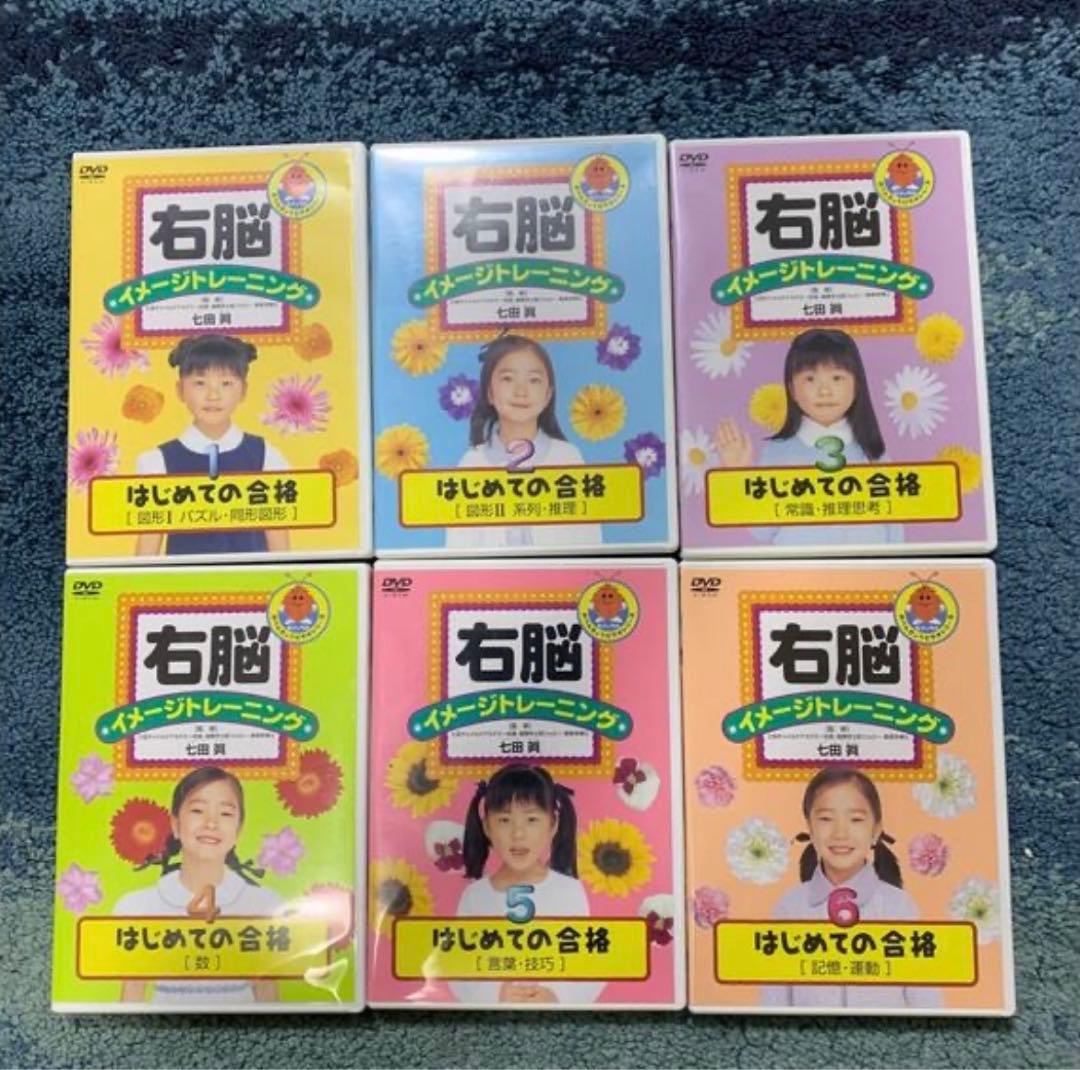 DVD
右脳
イメージトレーニング
七田 眞
1
はじめての合格
[ 図形Ⅰ パズル・同形図形 ]
右脳
イメージトレーニング
七田 眞
2
はじめての合格
[ 図形Ⅱ 系列・推理 ]
DVD
右脳
イメージトレーニング
七田 眞
3
はじめての合格
[ 常識・推理思考 ]
DVD
右脳
イメージトレーニング
七田 眞
4
はじめての合格
[ 数 ]
DVD
右脳
イメージトレーニング
七田 眞
5
はじめての合格
[ 言葉・技巧 ]
DVD
右脳
イメージトレーニング
七田 眞
6
はじめての合格
[ 記憶・運動 ]